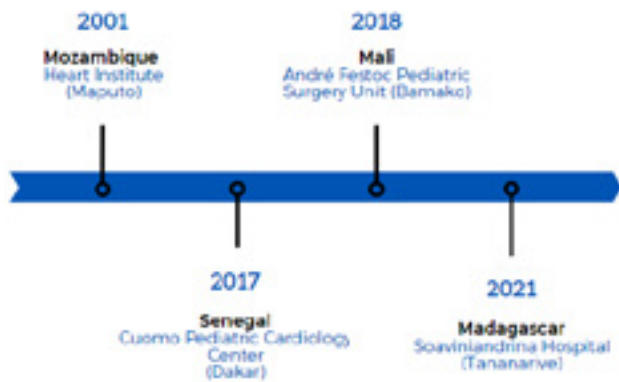 2001
Mozambique
Heart Institute
(Maputo)
2018
Mali
André Festoc Pediatric
Surgery Unit (Bamako)
2017
Senegal
Cuomo Pediatric Cardiology
Center
(Dakar)
2021
Madagascar
Soaviniandrina Hospital
(Tananarive)